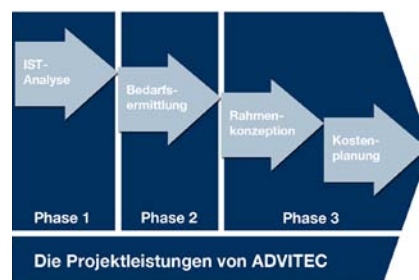 IST-
Analyse
Bedarfs-
ermittlung
Rahmen-
konzeption
Kosten-
planung
Phase 1
Phase 2
Phase 3
Die Projektleistungen von ADVITEC